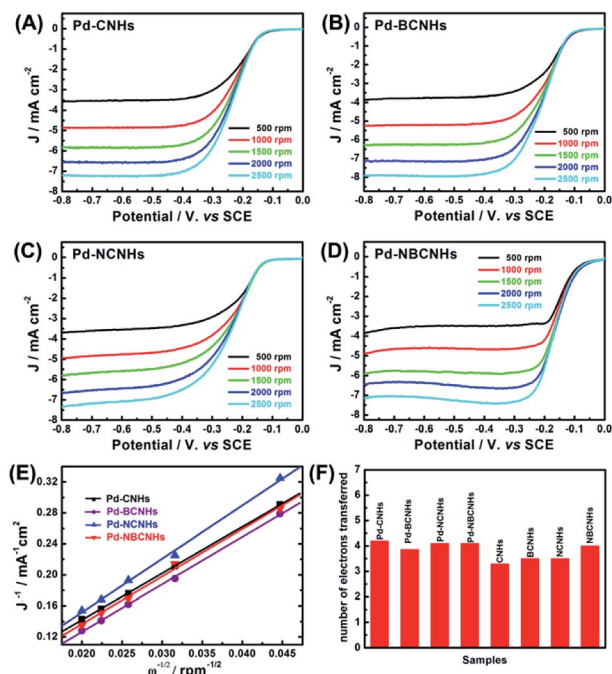 (A)
Pd-CNHs
0
-1
-2
-3
-4
-5
-6
-7
-8
J / mA cm-2
500 rpm
1000 rpm
1500 rpm
2000 rpm
2500 rpm
-0.8 -0.7 -0.6 -0.5 -0.4 -0.3 -0.2 -0.1 0.0
Potential / V. vs SCE
(B)
Pd-BCNHs
0
-1
-2
-3
-4
-5
-6
-7
-8
J / mA cm-2
500 rpm
1000 rpm
1500 rpm
2000 rpm
2500 rpm
-0.8 -0.7 -0.6 -0.5 -0.4 -0.3 -0.2 -0.1 0.0
Potential / V. vs SCE
(C)
Pd-NCNHs
0
-1
-2
-3
-4
-5
-6
-7
-8
J / mA cm-2
500 rpm
1000 rpm
1500 rpm
2000 rpm
2500 rpm
-0.8 -0.7 -0.6 -0.5 -0.4 -0.3 -0.2 -0.1 0.0
Potential / V. vs SCE
(D)
Pd-NBCNHs
0
-1
-2
-3
-4
-5
-6
-7
-8
J / mA cm-2
500 rpm
1000 rpm
1500 rpm
2000 rpm
2500 rpm
-0.8 -0.7 -0.6 -0.5 -0.4 -0.3 -0.2 -0.1 0.0
Potential / V. vs SCE
(E)
0.32
0.28
0.24
0.20
0.16
0.12
J-1 / mA-1cm2
Pd-CNHs
Pd-BCNHs
Pd-NCNHs
Pd-NBCNHs
0.020 0.025 0.030 0.035 0.040 0.045
φ-1/2 / rpm-1/2
(F)
7
6
5
4
3
2
1
0
number of electrons transferred
Pd-CNHs
Pd-BCNHs
Pd-NCNHs
Pd-NBCNHs
CNHs
BCNHs
NCNHs
NBCNHs
Samples